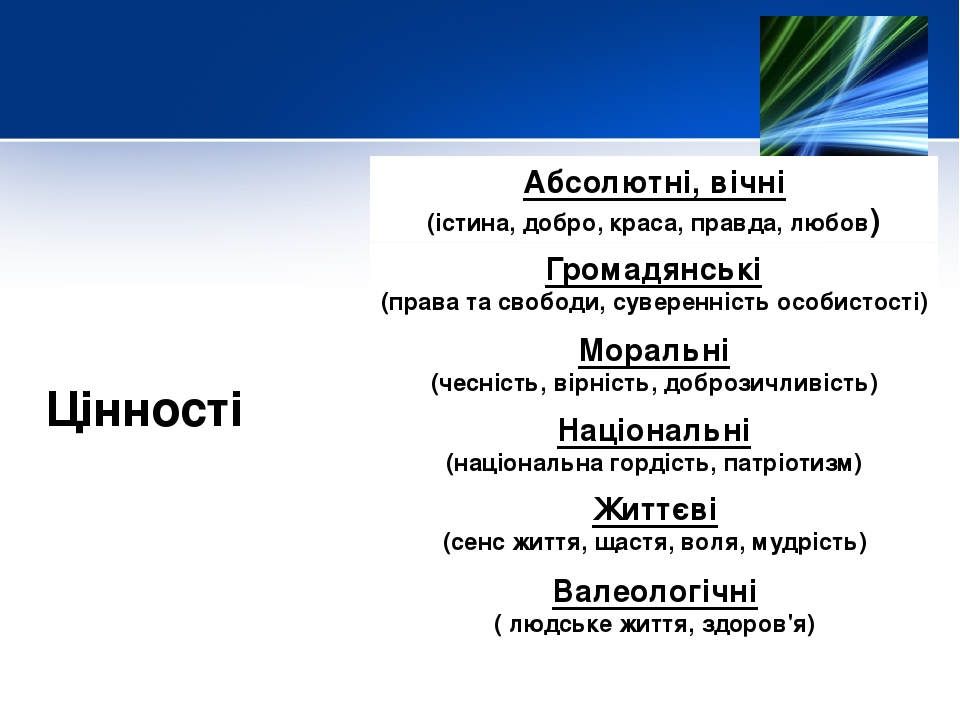 Цінності
Абсолютні, вічні
(істина, добро, краса, правда, любов)
Громадянські
(права та свободи, суверенність особистості)
Моральні
(чесність, вірність, доброзичливість)
Національні
(національна гордість, патріотизм)
Життєві
(сенс життя, щастя, воля, мудрість)
Валеологічні
( людське життя, здоров'я)